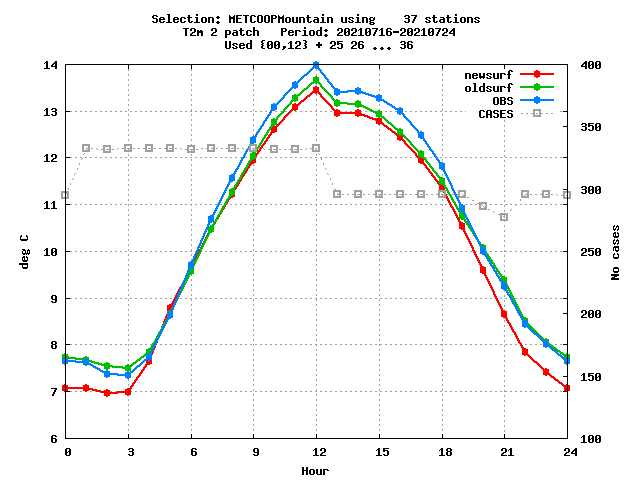 Selection: METCOOPMountain using    37 stations
T2m 2 patch   Period: 20210716-20210724
Used {00,12} + 25 26 ... 36
14
13
12
11
10
9
8
7
6
deg C
400
350
300
250
200
150
100
No cases
newsurf
oldsurf
OBS
CASES
0 3 6 9 12 15 18 21 24
Hour